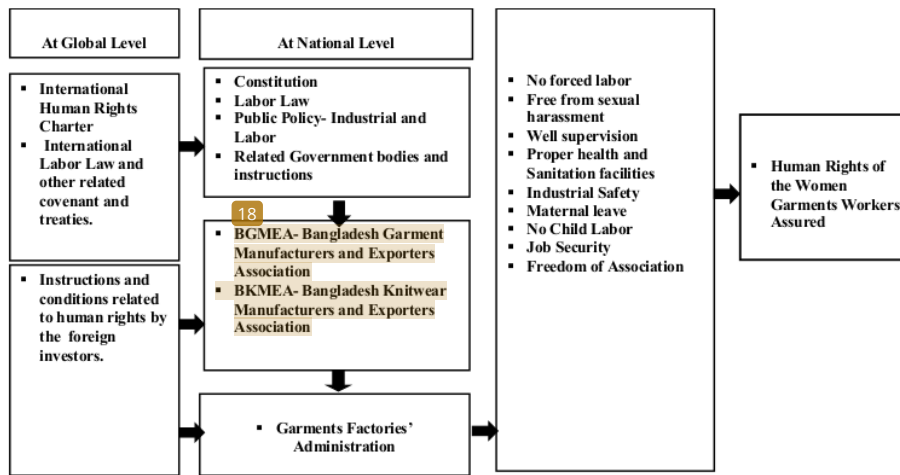 At Global Level
At National Level
▪ International
Human Rights
Charter
▪ International
Labor Law and
other related
covenant and
treaties.
▪ Instructions and
conditions related
to human rights by
the foreign
investors.
▪ Constitution
▪ Labor Law
▪ Public Policy- Industrial and
Labor
▪ Related Government bodies and
instructions
18
▪ BGMEA- Bangladesh Garment
Manufacturers and Exporters
Association
▪ BKMEA- Bangladesh Knitwear
Manufacturers and Exporters
Association
▪ Garments Factories’
Administration
▪ No forced labor
▪ Free from sexual
harassment
▪ Well supervision
▪ Proper health and
Sanitation facilities
▪ Industrial Safety
▪ Maternal leave
▪ No Child Labor
▪ Job Security
▪ Freedom of Association
▪ Human Rights of
the Women
Garments Workers
Assured